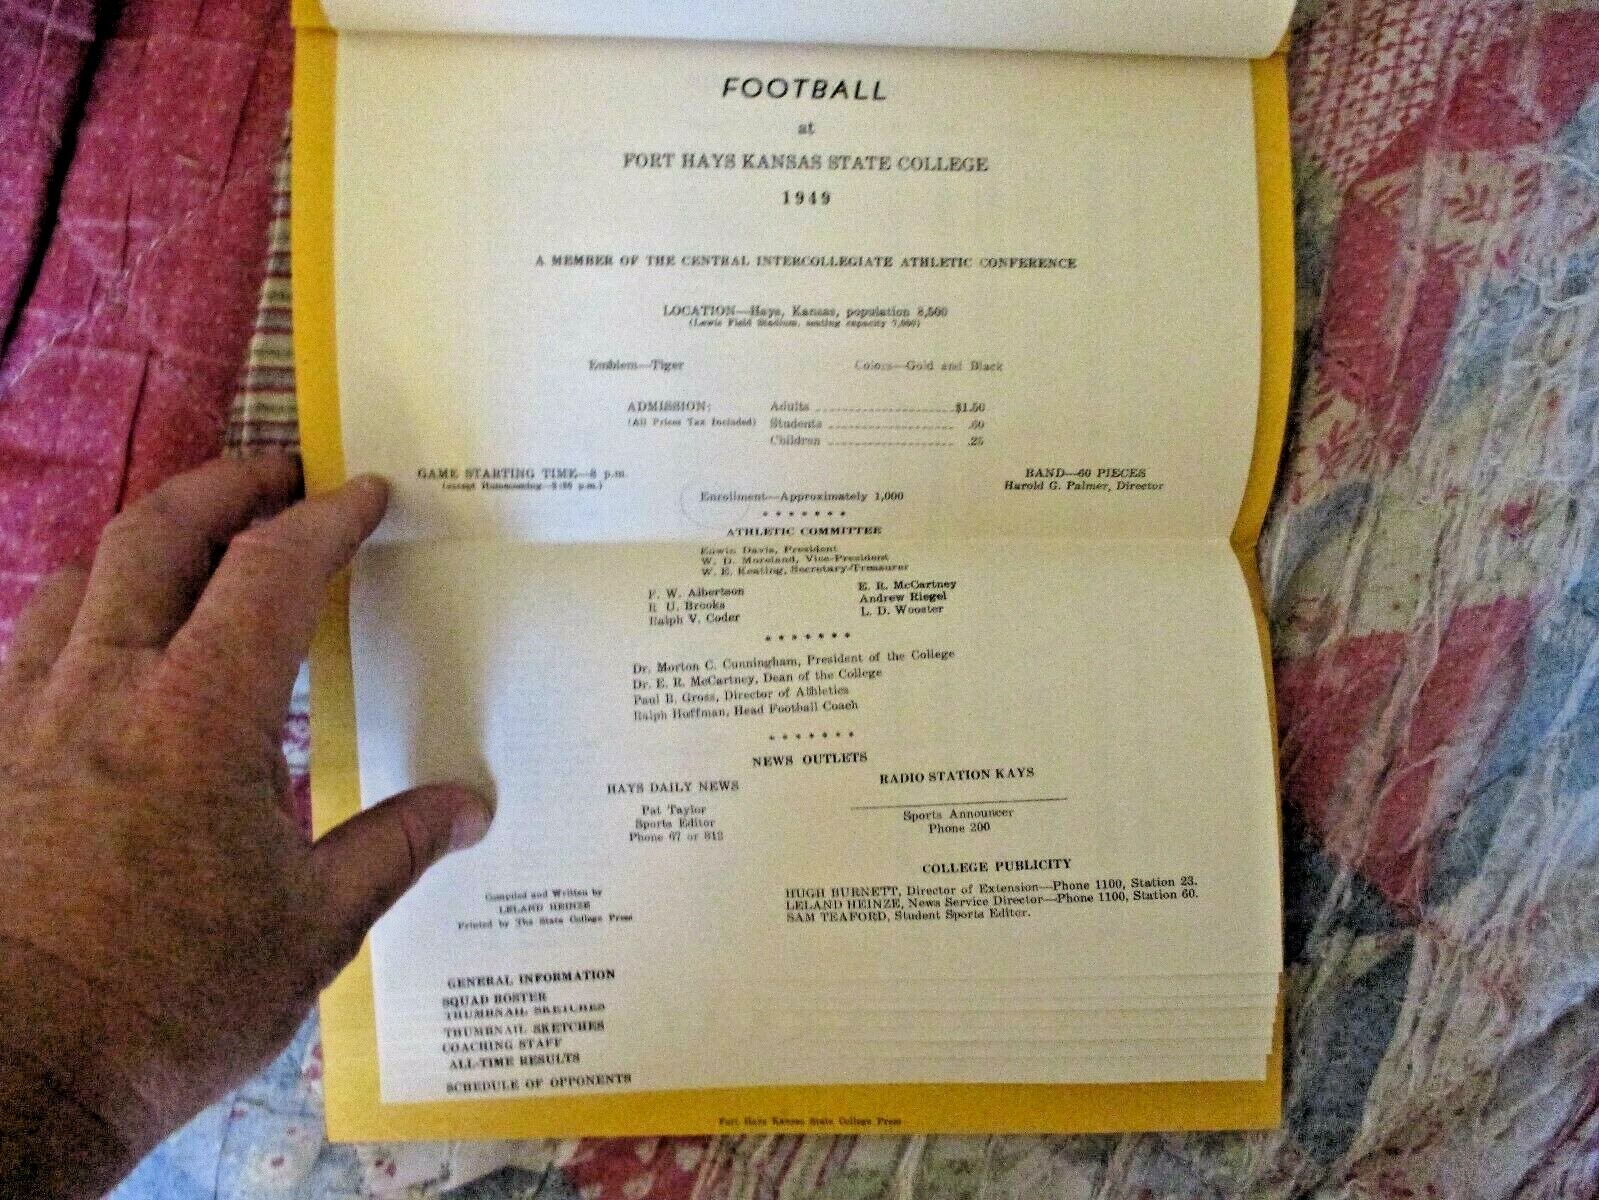 FOOTBALL
at
FORT HAYS KANSAS STATE COLLEGE
1949
A MEMBER OF THE CENTRAL INTERCOLLEGIATE ATHLETIC CONFERENCE
LOCATION—Hays, Kansas, population 8,500
(Lewis Field Stadium, seating capacity 7,000)
Emblem—Tiger
Colors—Gold and Black
ADMISSION:
(All Prices Tax Included)
Adults $1.50
Students .60
Children .25
GAME STARTING TIME—8 p.m.
(except Homecoming p.m.)
BAND—60 PIECES
Harold G. Palmer, Director
Enrollment—Approximately 1,000
* * * * * * *
ATHLETIC COMMITTEE
Edwin Davis, President
W. D. Moreland, Vice-President
W. E. Keating, Secretary-Treasurer
F. W. Albertson
R. U. Brooks
Ralph V. Coder
E. R. McCartney
Andrew Riegel
L. D. Wooster
* * * * * * *
Dr. Morton C. Cunningham, President of the College
Dr. E. R. McCartney, Dean of the College
Paul B. Gross, Director of Athletics
Ralph Huffman, Head Football Coach
* * * * * * *
NEWS OUTLETS
HAYS DAILY NEWS
Pat Taylor
Sports Editor
Phone 67 or 812
RADIO STATION KAYS
Sports Announcer
Phone 200
COLLEGE PUBLICITY
HUGH BURNETT, Director of Extension—Phone 1100, Station 23.
LELAND HEINZE, News Service Director—Phone 1100, Station 60.
SAM TEAFORD, Student Sports Editor.
Compiled and Written by
LELAND HEINZE
Printed by The State College Press
GENERAL INFORMATION
SQUAD ROSTER
THUMBNAIL SKETCHES
THUMBNAIL SKETCHES
COACHING STAFF
ALL-TIME RESULTS
SCHEDULE OF OPPONENTS
Fort Hays Kansas State College Press